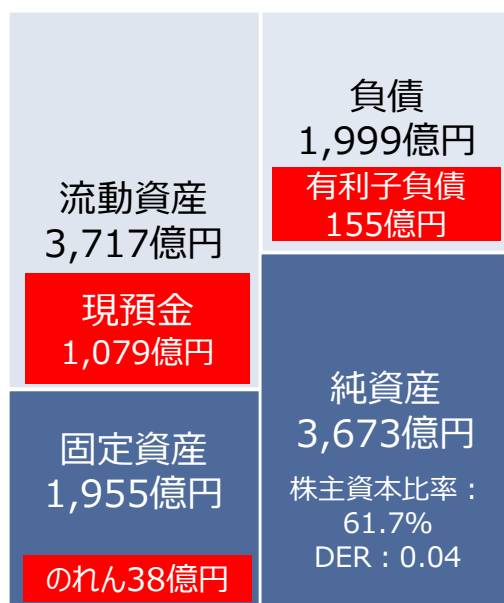 流動資産
3,717億円
現預金
1,079億円
固定資産
1,955億円
のれん38億円
負債
1,999億円
有利子負債
155億円
純資産
3,673億円
株主資本比率：
61.7%
DER：0.04